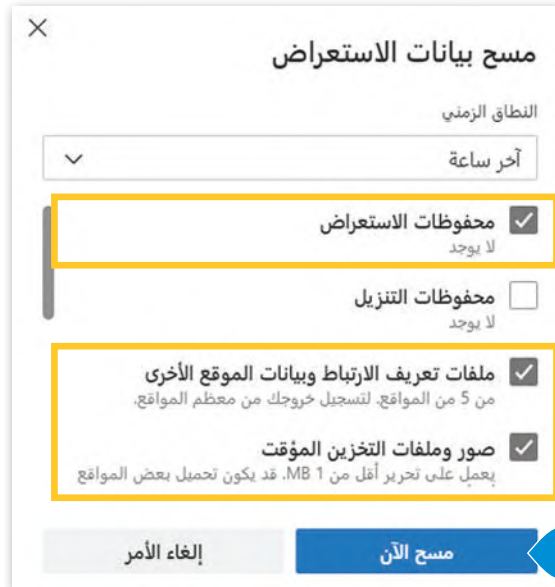 مسح بيانات الاستعراض
النطاق الزمني
آخر ساعة
محفوظات الاستعراض
لا يوجد
محفوظات التنزيل
لا يوجد
ملفات تعريف الارتباط وبيانات الموقع الأخرى
من 5 من المواقع. لتسجيل خروجك من معظم المواقع.
صور وملفات التخزين المؤقت
يعمل على تحرير أقل من 1 MB. قد يكون تحميل بعض المواقع
مسح الآن
إلغاء الأمر